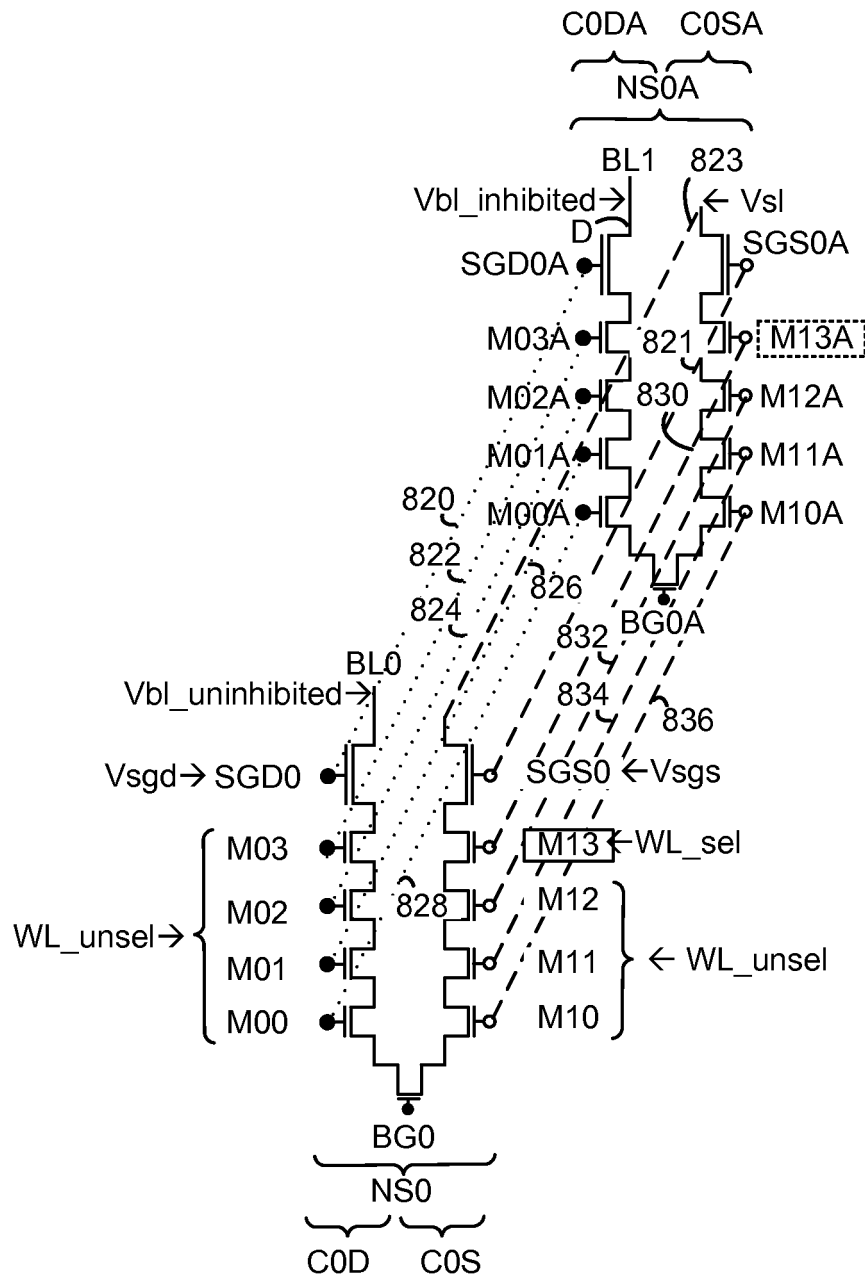 C0DA C0SA
NS0A
BL1 823
Vbl_inhibited Vsl
D
SGD0A SGS0A
M03A 821 M13A
M02A 830 M12A
M01A M11A
820 M00A M10A
822 826
824 BG0A
832
BL0
Vbl_uninhibited 834 836
Vsgd SGD0 SGS0 Vsgs
M03 M13 WL_sel
M02 828 M12
WL_unsel WL_unsel
M01 M11
M00 M10
BG0
NS0
C0D C0S